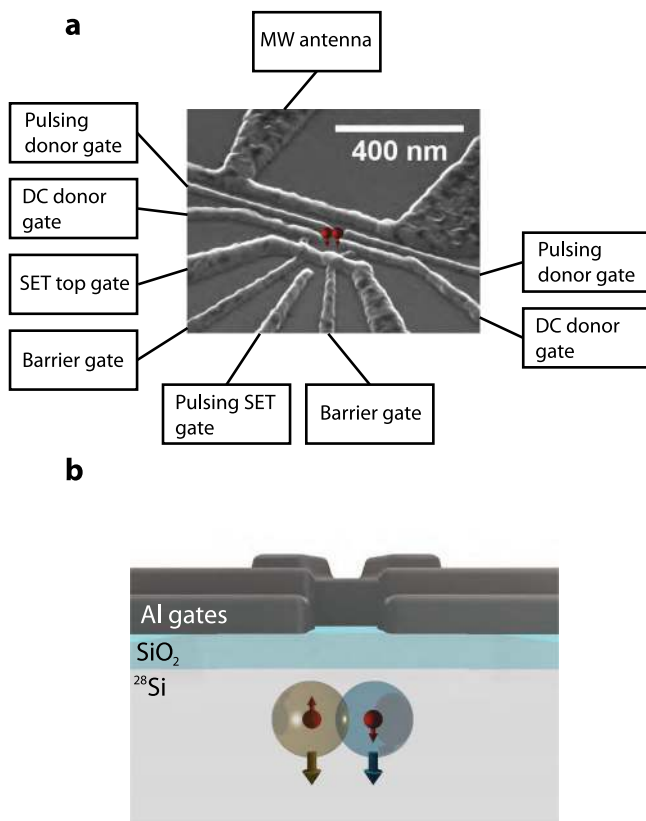 a
MW antenna
Pulsing
donor gate
400 nm
DC donor
gate
SET top gate
Pulsing
donor gate
Barrier gate
DC donor
gate
Pulsing SET
gate
Barrier gate
b
Al gates
SiO₂
²⁸Si